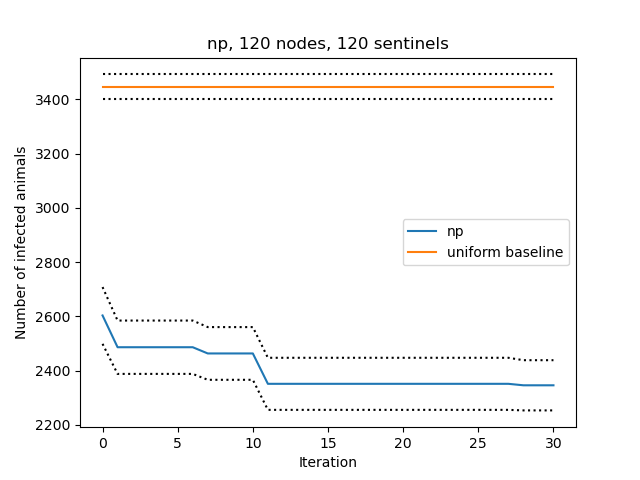 np, 120 nodes, 120 sentinels
Number of infected animals
3400
3200
3000
2800
2600
2400
2200
np
uniform baseline
0
5
10
15
20
25
30
Iteration